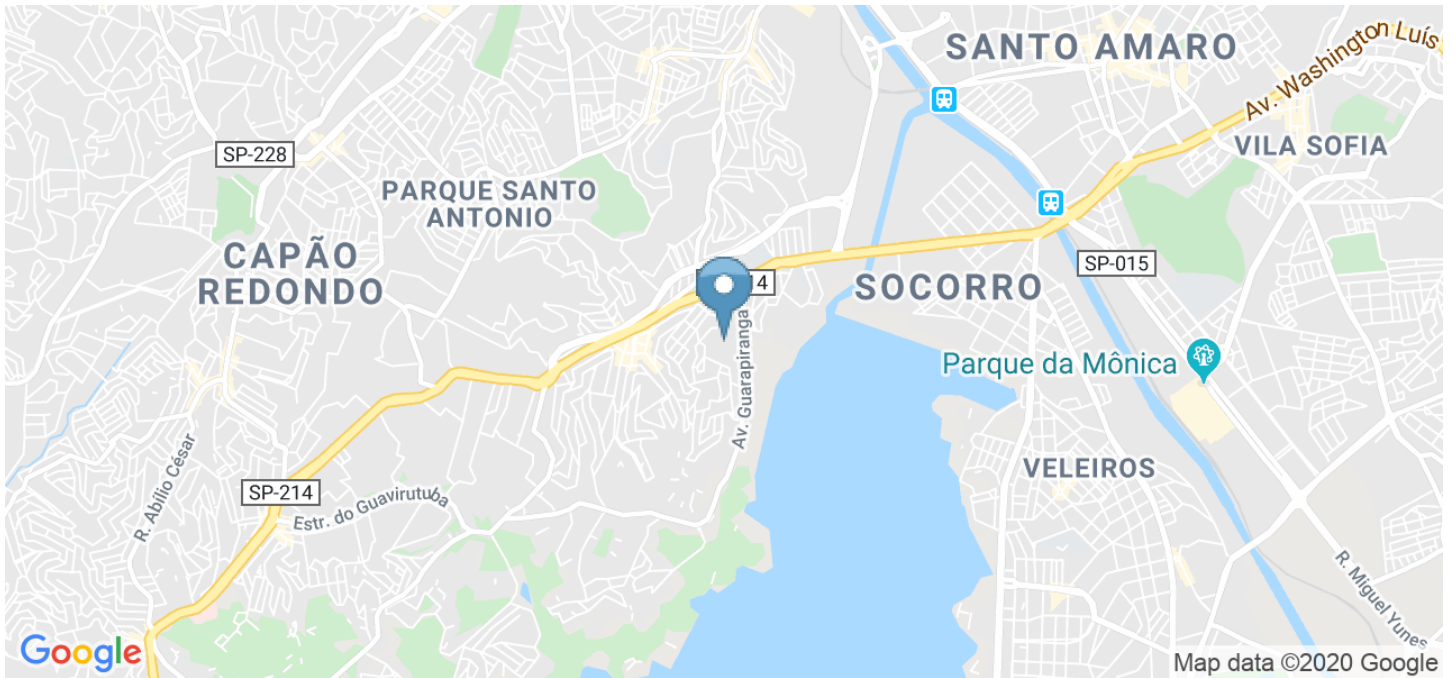 SANTO AMARO
Av. Washington Luís
VILA SOFIA
SP-228
PARQUE SANTO
ANTONIO
CAPÃO
REDONDO
SP-015
14
SOCORRO
Av. Guarapiranga
Parque da Mônica
R. Abílio César
VELEIROS
SP-214
Estr. do Guavirutuba
R. Miguel Yunes
Google
Map data ©2020 Google